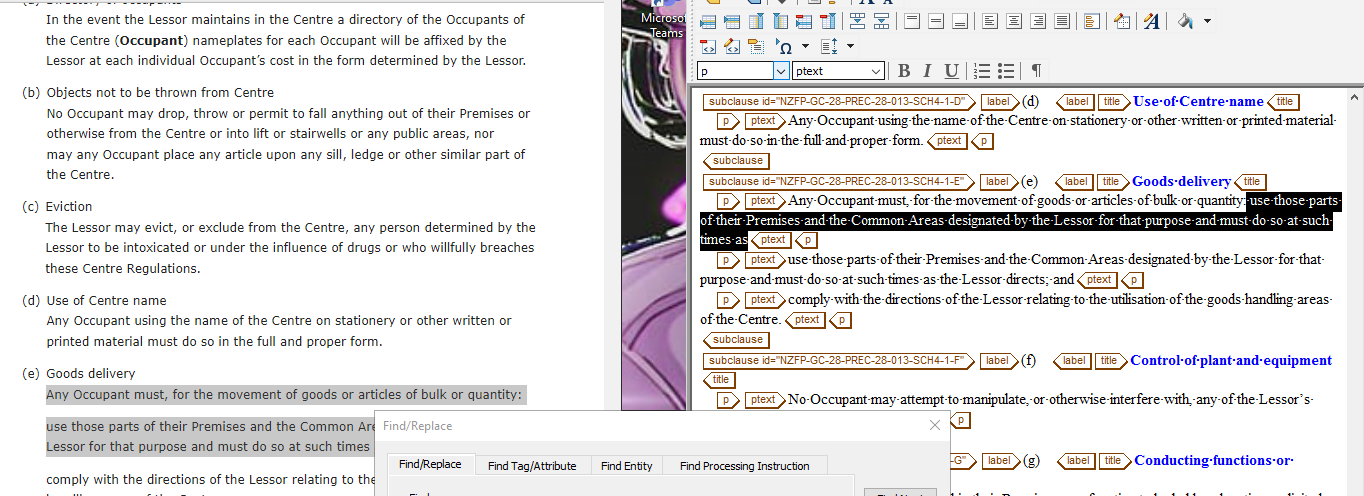 In the event the Lessor maintains in the Centre a directory of the Occupants of
the Centre (Occupant) nameplates for each Occupant will be affixed by the
Lessor at each individual Occupant's cost in the form determined by the Lessor.
(b) Objects not to be thrown from Centre
No Occupant may drop, throw or permit to fall anything out of their Premises or
otherwise from the Centre or into lift or stairwells or any public areas, nor
may any Occupant place any article upon any sill, ledge or other similar part of
the Centre.
(c) Eviction
The Lessor may evict, or exclude from the Centre, any person determined by the
Lessor to be intoxicated or under the influence of drugs or who willfully breaches
these Centre Regulations.
(d) Use of Centre name
Any Occupant using the name of the Centre on stationery or other written or
printed material must do so in the full and proper form.
(e) Goods delivery
Any Occupant must, for the movement of goods or articles of bulk or quantity:
use those parts of their Premises and the Common Are
Lessor for that purpose and must do so at such times
comply with the directions of the Lessor relating to the
Microsof
Teams
p ptext B I U ¶
subclause id="NZFP-GC-28-PREC-28-013-SCH4-1-D" label (d) label title Use·of·Centre·name title
p ptext Any·Occupant·using·the·name·of·the·Centre·on·stationery·or·other·written·or·printed·material·
must·do·so·in·the·full·and·proper·form. ptext p
subclause
subclause id="NZFP-GC-28-PREC-28-013-SCH4-1-E" label (e) label title Goods·delivery title
p ptext Any·Occupant·must,·for·the·movement·of·goods·or·articles·of·bulk·or·quantity:·use·those·parts·
of·their·Premises·and·the·Common·Areas·designated·by·the·Lessor·for·that·purpose·and·must·do·so·at·such·
times·as ptext p
p ptext use·those·parts·of·their·Premises·and·the·Common·Areas·designated·by·the·Lessor·for·that·
purpose·and·must·do·so·at·such·times·as·the·Lessor·directs;·and ptext p
p ptext comply·with·the·directions·of·the·Lessor·relating·to·the·utilisation·of·the·goods·handling·areas·
of·the·Centre. ptext p
subclause
subclause id="NZFP-GC-28-PREC-28-013-SCH4-1-F" label (f) label title Control·of·plant·and·equipment
title
p ptext No·Occupant·may·attempt·to·manipulate,·or·otherwise·interfere·with,·any·of·the·Lessor's·
p
-G" label (g) label title Conducting·functions·or·
Find/Replace
Find/Replace Find Tag/Attribute Find Entity Find Processing Instruction